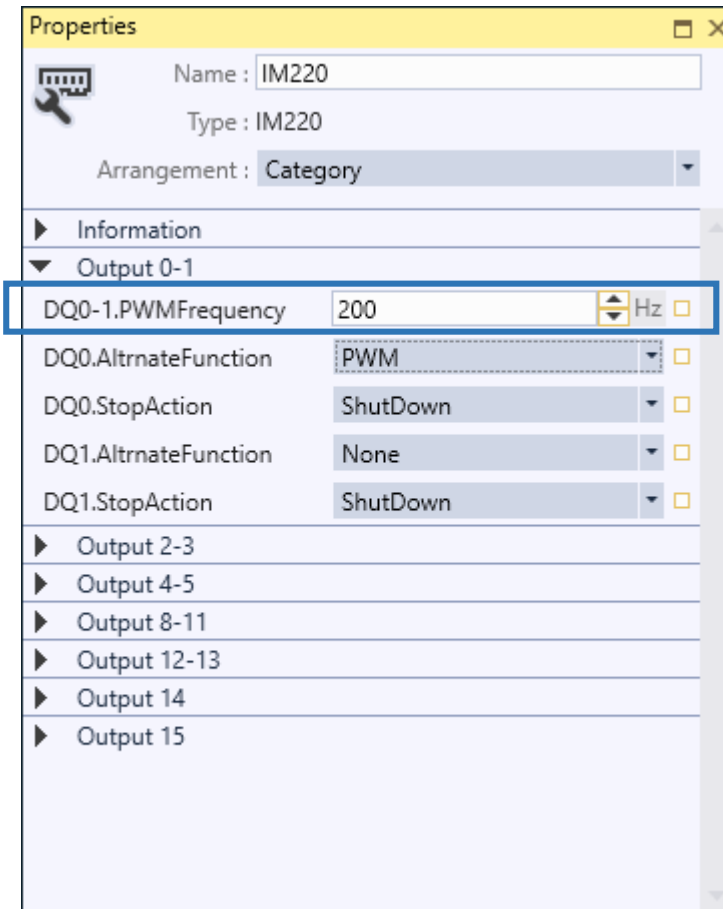 Properties
Name : IM220
Type : IM220
Arrangement : Category
Information
Output 0-1
DQ0-1.PWMFrequency 200 Hz
DQ0.AltrnateFunction PWM
DQ0.StopAction ShutDown
DQ1.AltrnateFunction None
DQ1.StopAction ShutDown
Output 2-3
Output 4-5
Output 8-11
Output 12-13
Output 14
Output 15